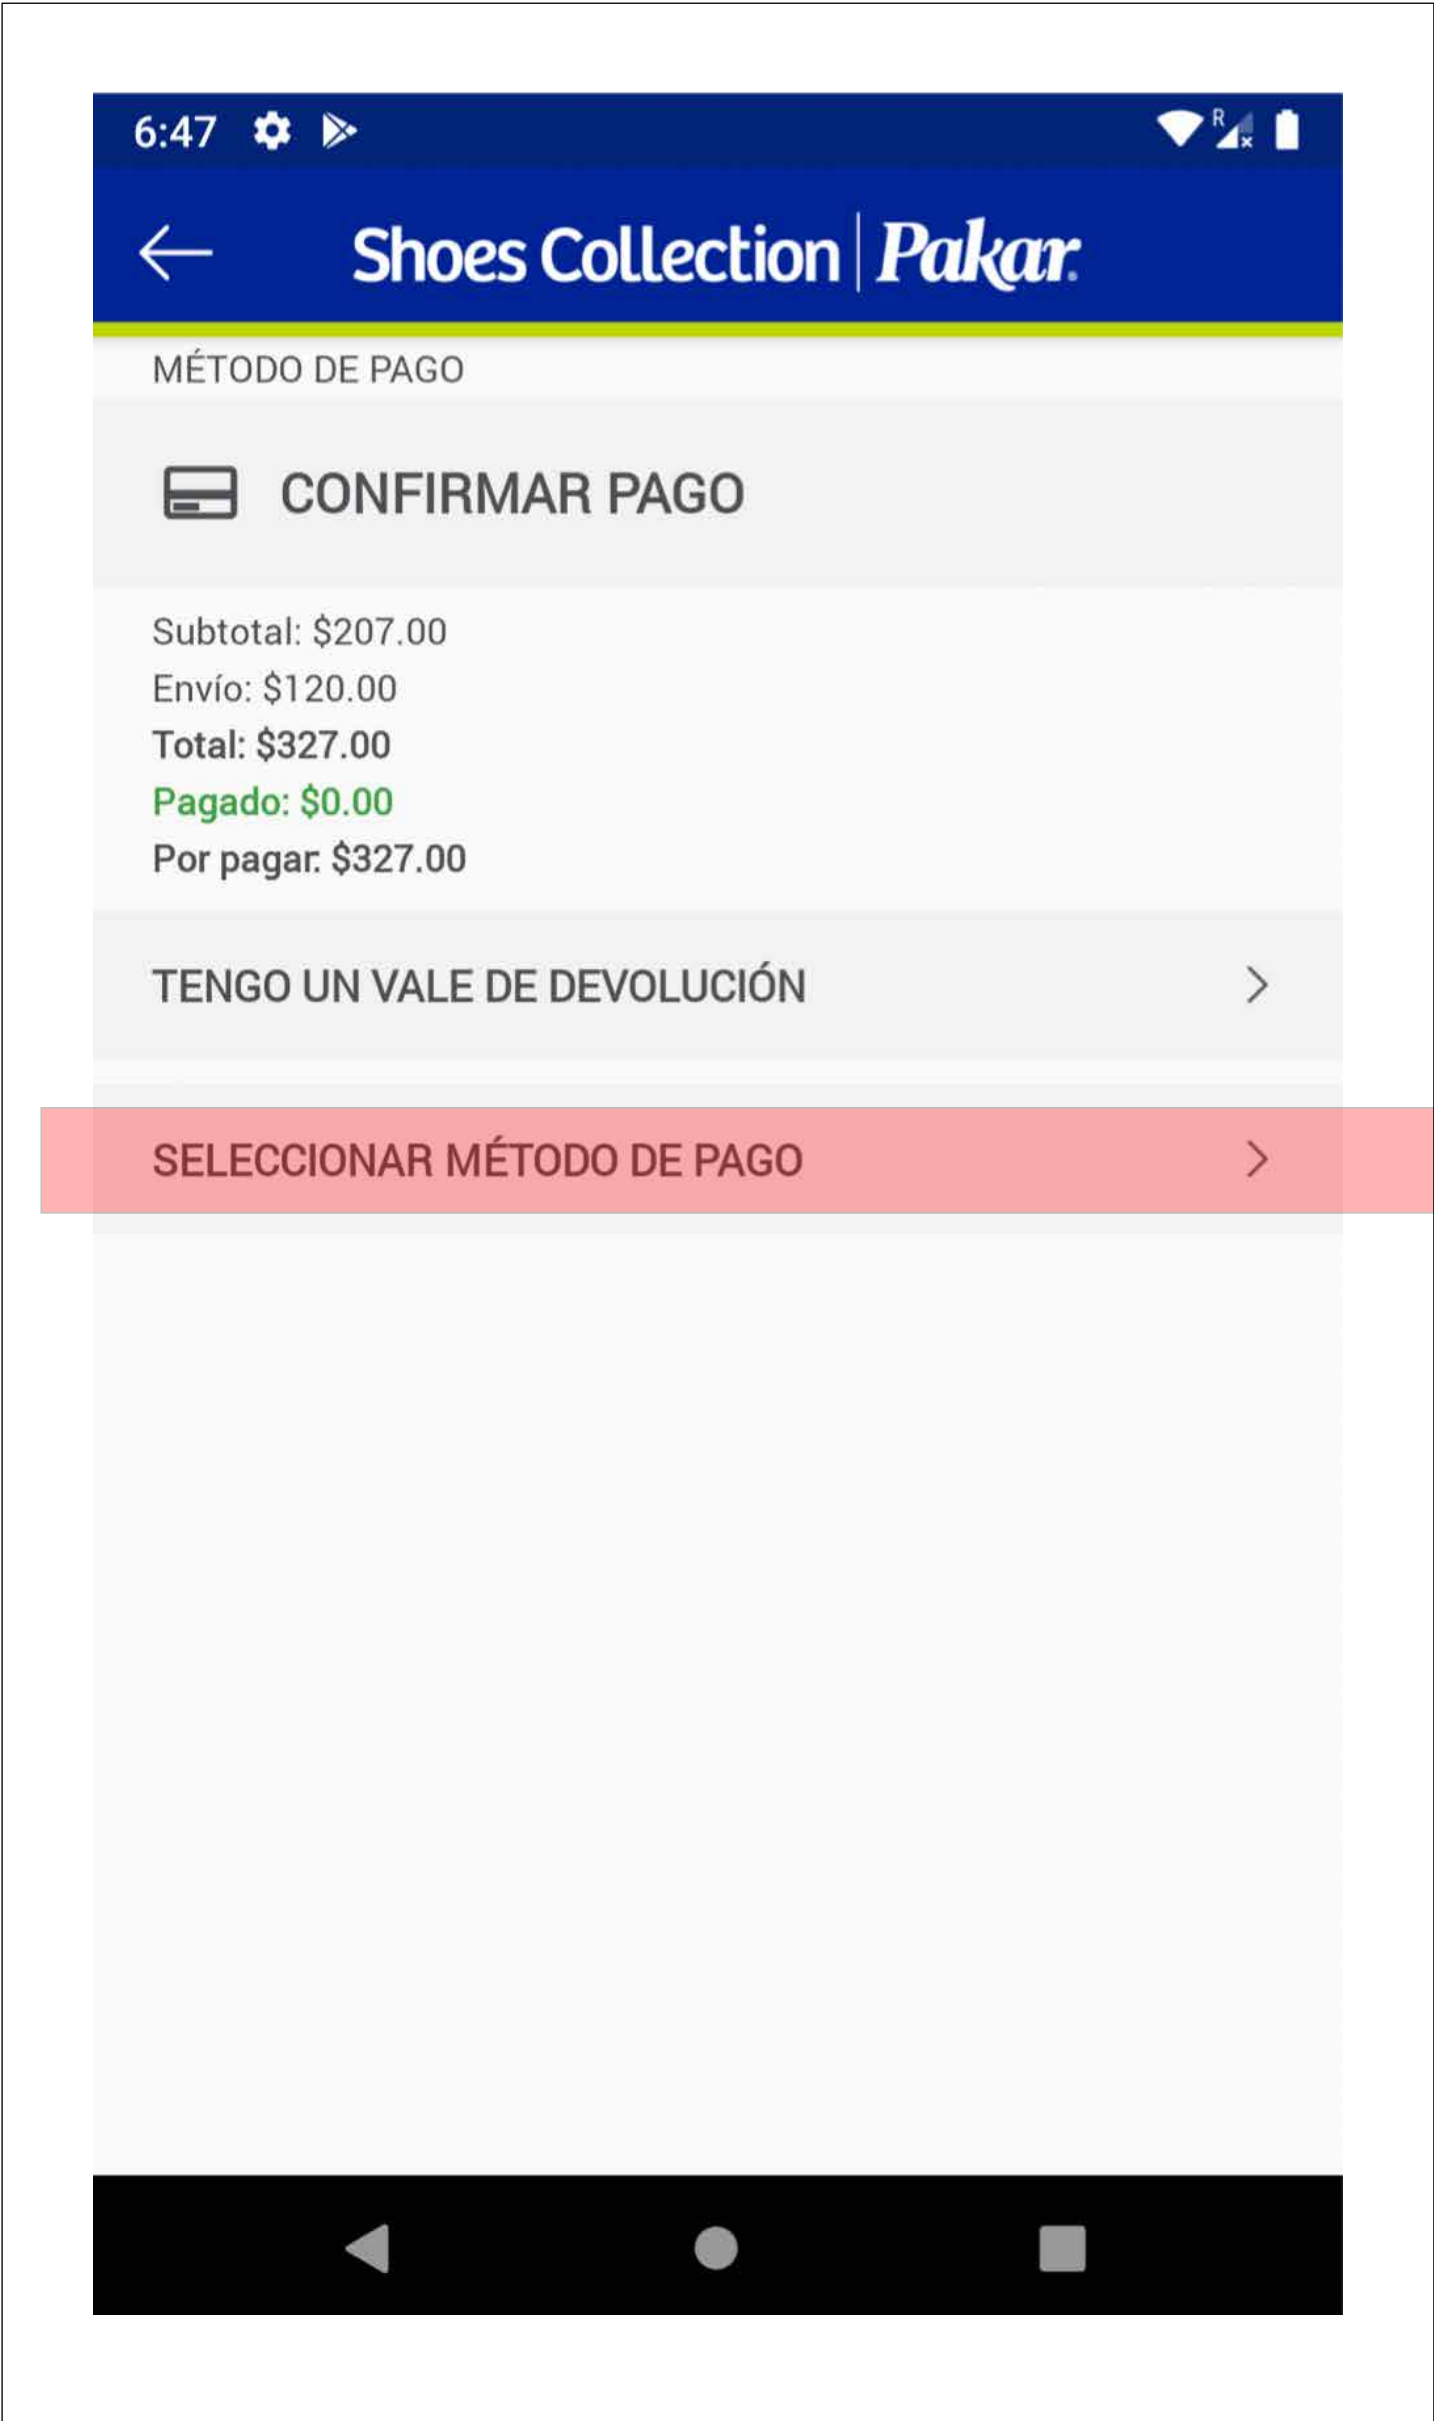 6:47
R
Shoes Collection | Pakar.
MÉTODO DE PAGO
CONFIRMAR PAGO
Subtotal: $207.00
Envío: $120.00
Total: $327.00
Pagado: $0.00
Por pagar: $327.00
TENGO UN VALE DE DEVOLUCIÓN
SELECCIONAR MÉTODO DE PAGO